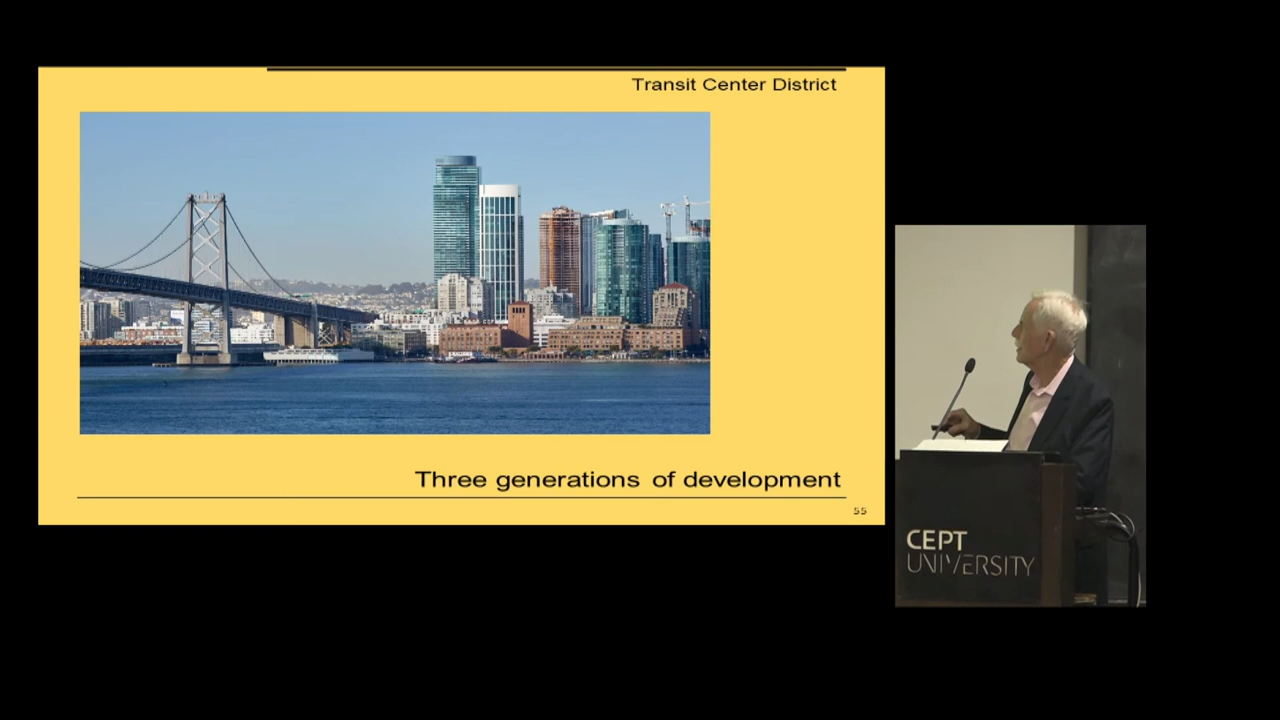 Transit Center District
Three generations of development
55
CEPT
UNIVERSITY